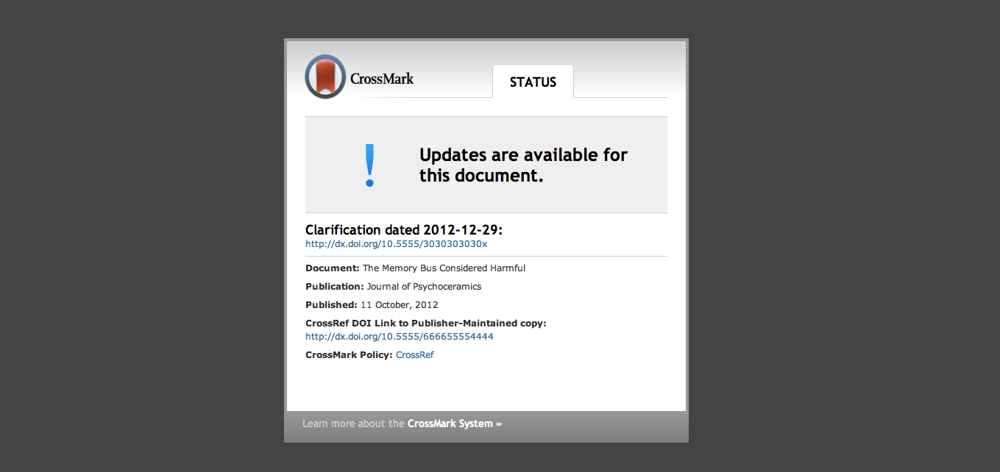 CrossMark
STATUS
!
Updates are available for
this document.
Clarification dated 2012-12-29:
http://dx.doi.org/10.5555/3030303030x
Document: The Memory Bus Considered Harmful
Publication: Journal of Psychoceramics
Published: 11 October, 2012
CrossRef DOI Link to Publisher-Maintained copy:
http://dx.doi.org/10.5555/666655554444
CrossMark Policy: CrossRef
Learn more about the CrossMark System »